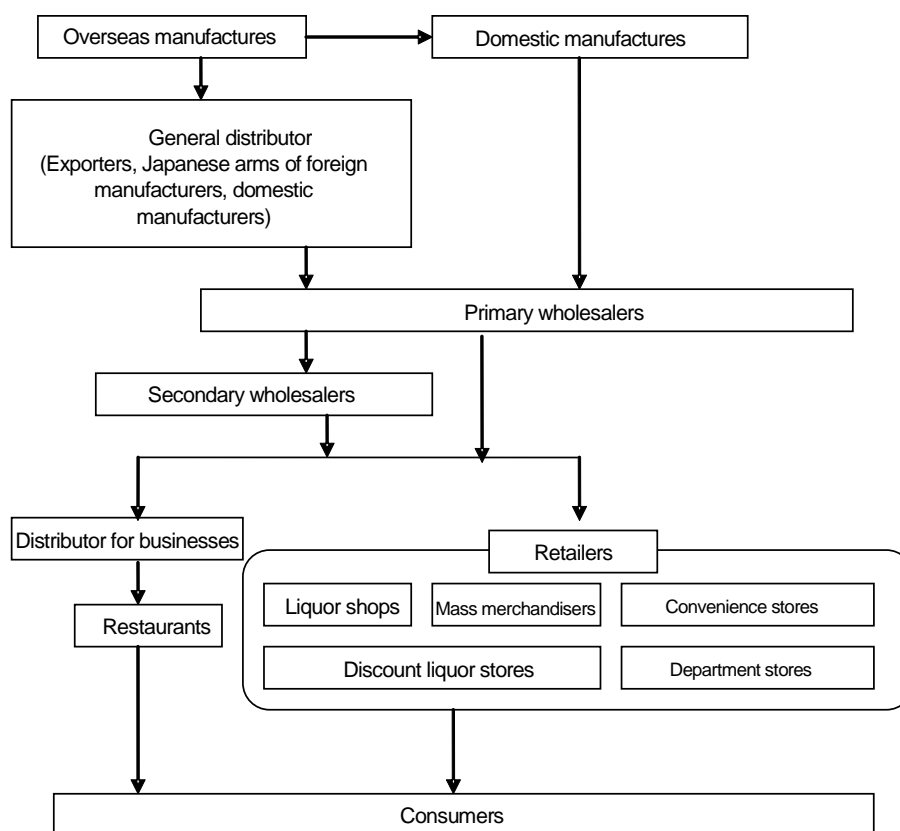 Overseas manufactures
Domestic manufactures
General distributor
(Exporters, Japanese arms of foreign
manufacturers, domestic
manufacturers)
Primary wholesalers
Secondary wholesalers
Distributor for businesses
Retailers
Liquor shops
Mass merchandisers
Convenience stores
Restaurants
Discount liquor stores
Department stores
Consumers